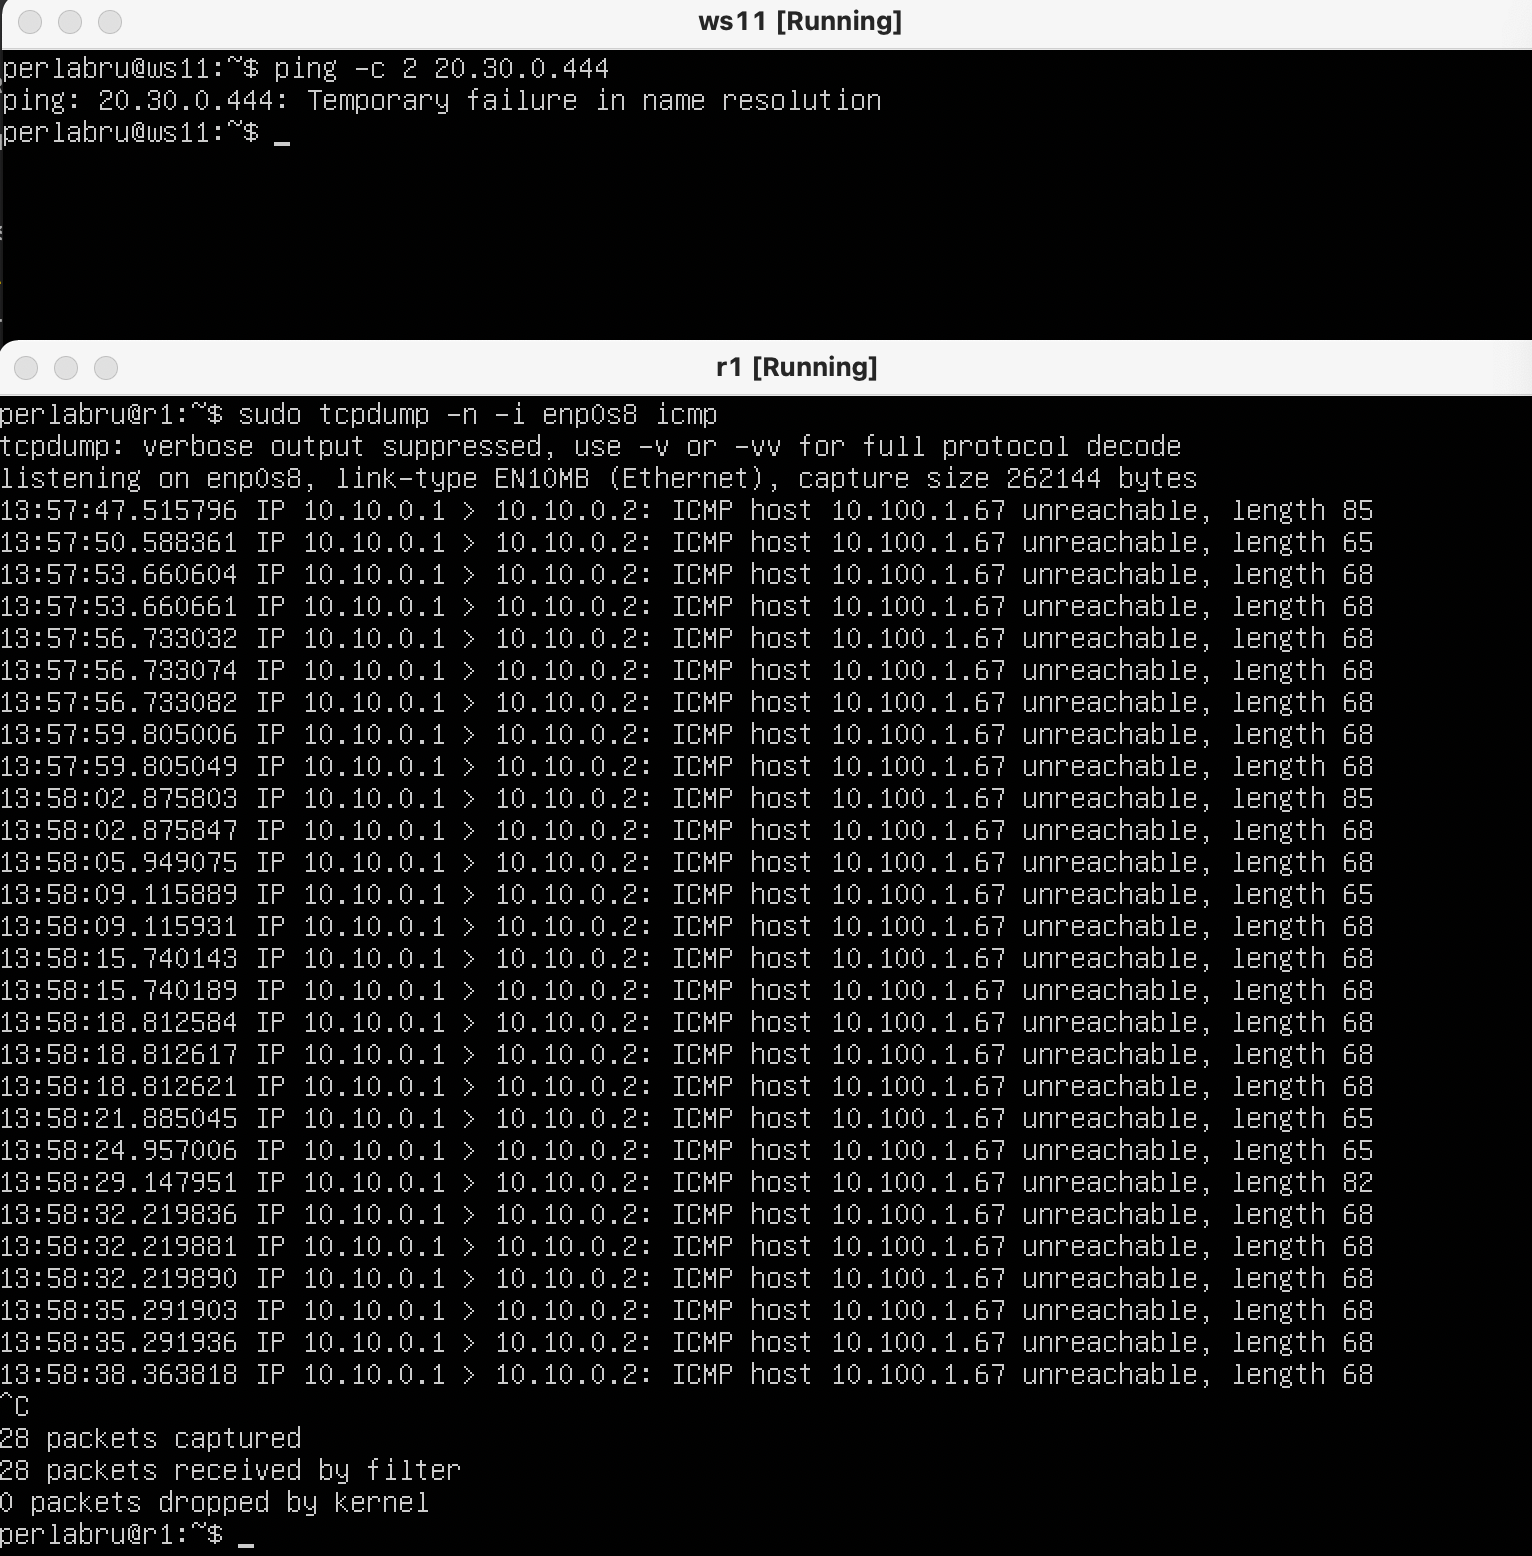 ws11 [Running]
perlabru@ws11:~$ ping -c 2 20.30.0.444
ping: 20.30.0.444: Temporary failure in name resolution
perlabru@ws11:~$ _
r1 [Running]
perlabru@r1:~$ sudo tcpdump -n -i enp0s8 icmp
tcpdump: verbose output suppressed, use -v or -vv for full protocol decode
listening on enp0s8, link-type EN10MB (Ethernet), capture size 262144 bytes
13:57:47.515796 IP 10.10.0.1 > 10.10.0.2: ICMP host 10.100.1.67 unreachable, length 85
13:57:50.588361 IP 10.10.0.1 > 10.10.0.2: ICMP host 10.100.1.67 unreachable, length 65
13:57:53.660604 IP 10.10.0.1 > 10.10.0.2: ICMP host 10.100.1.67 unreachable, length 68
13:57:53.660661 IP 10.10.0.1 > 10.10.0.2: ICMP host 10.100.1.67 unreachable, length 68
13:57:56.733032 IP 10.10.0.1 > 10.10.0.2: ICMP host 10.100.1.67 unreachable, length 68
13:57:56.733074 IP 10.10.0.1 > 10.10.0.2: ICMP host 10.100.1.67 unreachable, length 68
13:57:56.733082 IP 10.10.0.1 > 10.10.0.2: ICMP host 10.100.1.67 unreachable, length 68
13:57:59.805006 IP 10.10.0.1 > 10.10.0.2: ICMP host 10.100.1.67 unreachable, length 68
13:57:59.805049 IP 10.10.0.1 > 10.10.0.2: ICMP host 10.100.1.67 unreachable, length 68
13:58:02.875803 IP 10.10.0.1 > 10.10.0.2: ICMP host 10.100.1.67 unreachable, length 85
13:58:02.875847 IP 10.10.0.1 > 10.10.0.2: ICMP host 10.100.1.67 unreachable, length 68
13:58:05.949075 IP 10.10.0.1 > 10.10.0.2: ICMP host 10.100.1.67 unreachable, length 68
13:58:09.115889 IP 10.10.0.1 > 10.10.0.2: ICMP host 10.100.1.67 unreachable, length 65
13:58:09.115931 IP 10.10.0.1 > 10.10.0.2: ICMP host 10.100.1.67 unreachable, length 68
13:58:15.740143 IP 10.10.0.1 > 10.10.0.2: ICMP host 10.100.1.67 unreachable, length 68
13:58:15.740189 IP 10.10.0.1 > 10.10.0.2: ICMP host 10.100.1.67 unreachable, length 68
13:58:18.812584 IP 10.10.0.1 > 10.10.0.2: ICMP host 10.100.1.67 unreachable, length 68
13:58:18.812617 IP 10.10.0.1 > 10.10.0.2: ICMP host 10.100.1.67 unreachable, length 68
13:58:18.812621 IP 10.10.0.1 > 10.10.0.2: ICMP host 10.100.1.67 unreachable, length 68
13:58:21.885045 IP 10.10.0.1 > 10.10.0.2: ICMP host 10.100.1.67 unreachable, length 65
13:58:24.957006 IP 10.10.0.1 > 10.10.0.2: ICMP host 10.100.1.67 unreachable, length 65
13:58:29.147951 IP 10.10.0.1 > 10.10.0.2: ICMP host 10.100.1.67 unreachable, length 82
13:58:32.219836 IP 10.10.0.1 > 10.10.0.2: ICMP host 10.100.1.67 unreachable, length 68
13:58:32.219881 IP 10.10.0.1 > 10.10.0.2: ICMP host 10.100.1.67 unreachable, length 68
13:58:32.219890 IP 10.10.0.1 > 10.10.0.2: ICMP host 10.100.1.67 unreachable, length 68
13:58:35.291903 IP 10.10.0.1 > 10.10.0.2: ICMP host 10.100.1.67 unreachable, length 68
13:58:35.291936 IP 10.10.0.1 > 10.10.0.2: ICMP host 10.100.1.67 unreachable, length 68
13:58:38.363818 IP 10.10.0.1 > 10.10.0.2: ICMP host 10.100.1.67 unreachable, length 68
^C
28 packets captured
28 packets received by filter
0 packets dropped by kernel
perlabru@r1:~$ _